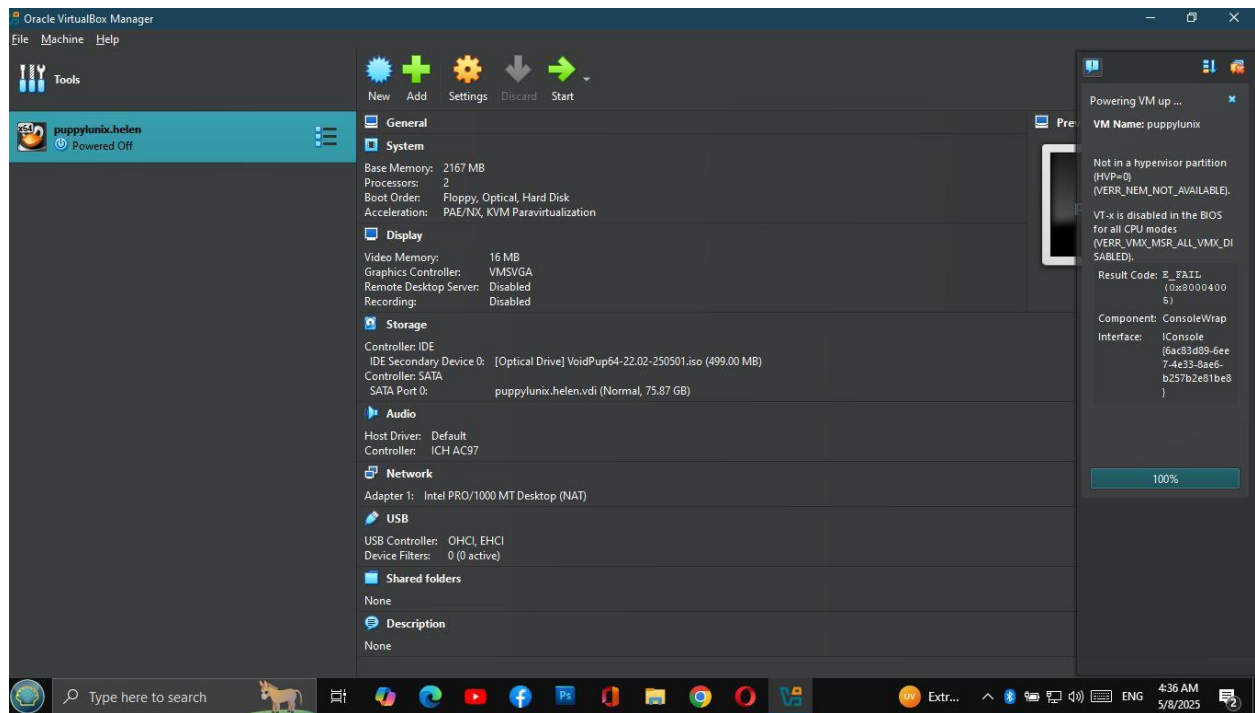 Oracle VirtualBox Manager
File Machine Help
Tools
New Add Settings Discard Start
x64
puppylunix.helen
Powered Off
General
System
Base Memory: 2167 MB
Processors: 2
Boot Order: Floppy, Optical, Hard Disk
Acceleration: PAE/NX, KVM Paravirtualization
Display
Video Memory: 16 MB
Graphics Controller: VMSVGA
Remote Desktop Server: Disabled
Recording: Disabled
Storage
Controller: IDE
IDE Secondary Device 0: [Optical Drive] VoidPup64-22.02-250501.iso (499.00 MB)
Controller: SATA
SATA Port 0: puppylunix.helen.vdi (Normal, 75.87 GB)
Audio
Host Driver: Default
Controller: ICH AC97
Network
Adapter 1: Intel PRO/1000 MT Desktop (NAT)
USB
USB Controller: OHCI, EHCI
Device Filters: 0 (0 active)
Shared folders
None
Description
None
Prev
Powering VM up ...
VM Name: puppylunix
Not in a hypervisor partition
(HVP=0)
(VERR_NEM_NOT_AVAILABLE).
VT-x is disabled in the BIOS
for all CPU modes
(VERR_VMX_MSR_ALL_VMX_DI
SABLED).
Result Code: E_FAIL
(0x8000400
5)
Component: ConsoleWrap
Interface: IConsole
{6ac83d89-6ee
7-4e33-8ae6-
b257b2e81be8
}
100%
Type here to search
Ps
UV
Extr...
ENG
4:36 AM
5/8/2025
2